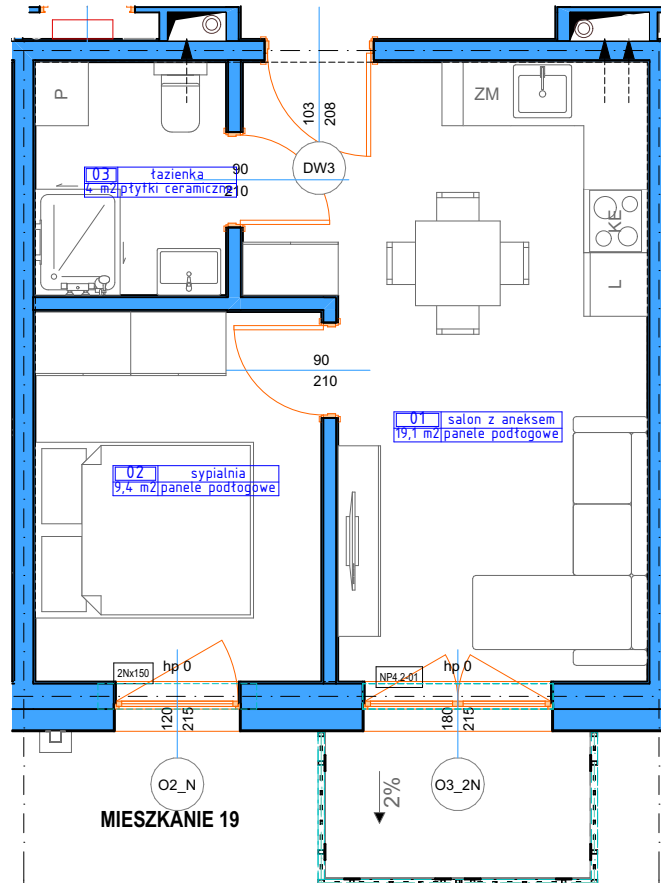 P
ZM
103
208
DW3
03 łazienka
4 m2 płytki ceramiczne
90
210
KE
L
90
210
01 salon z aneksem
19,1 m2 panele podłogowe
02 sypialnia
9,4 m2 panele podłogowe
2Nx150
hp 0
NP4,2-01
hp 0
120
215
180
215
O2_N
2%
O3_2N
MIESZKANIE 19